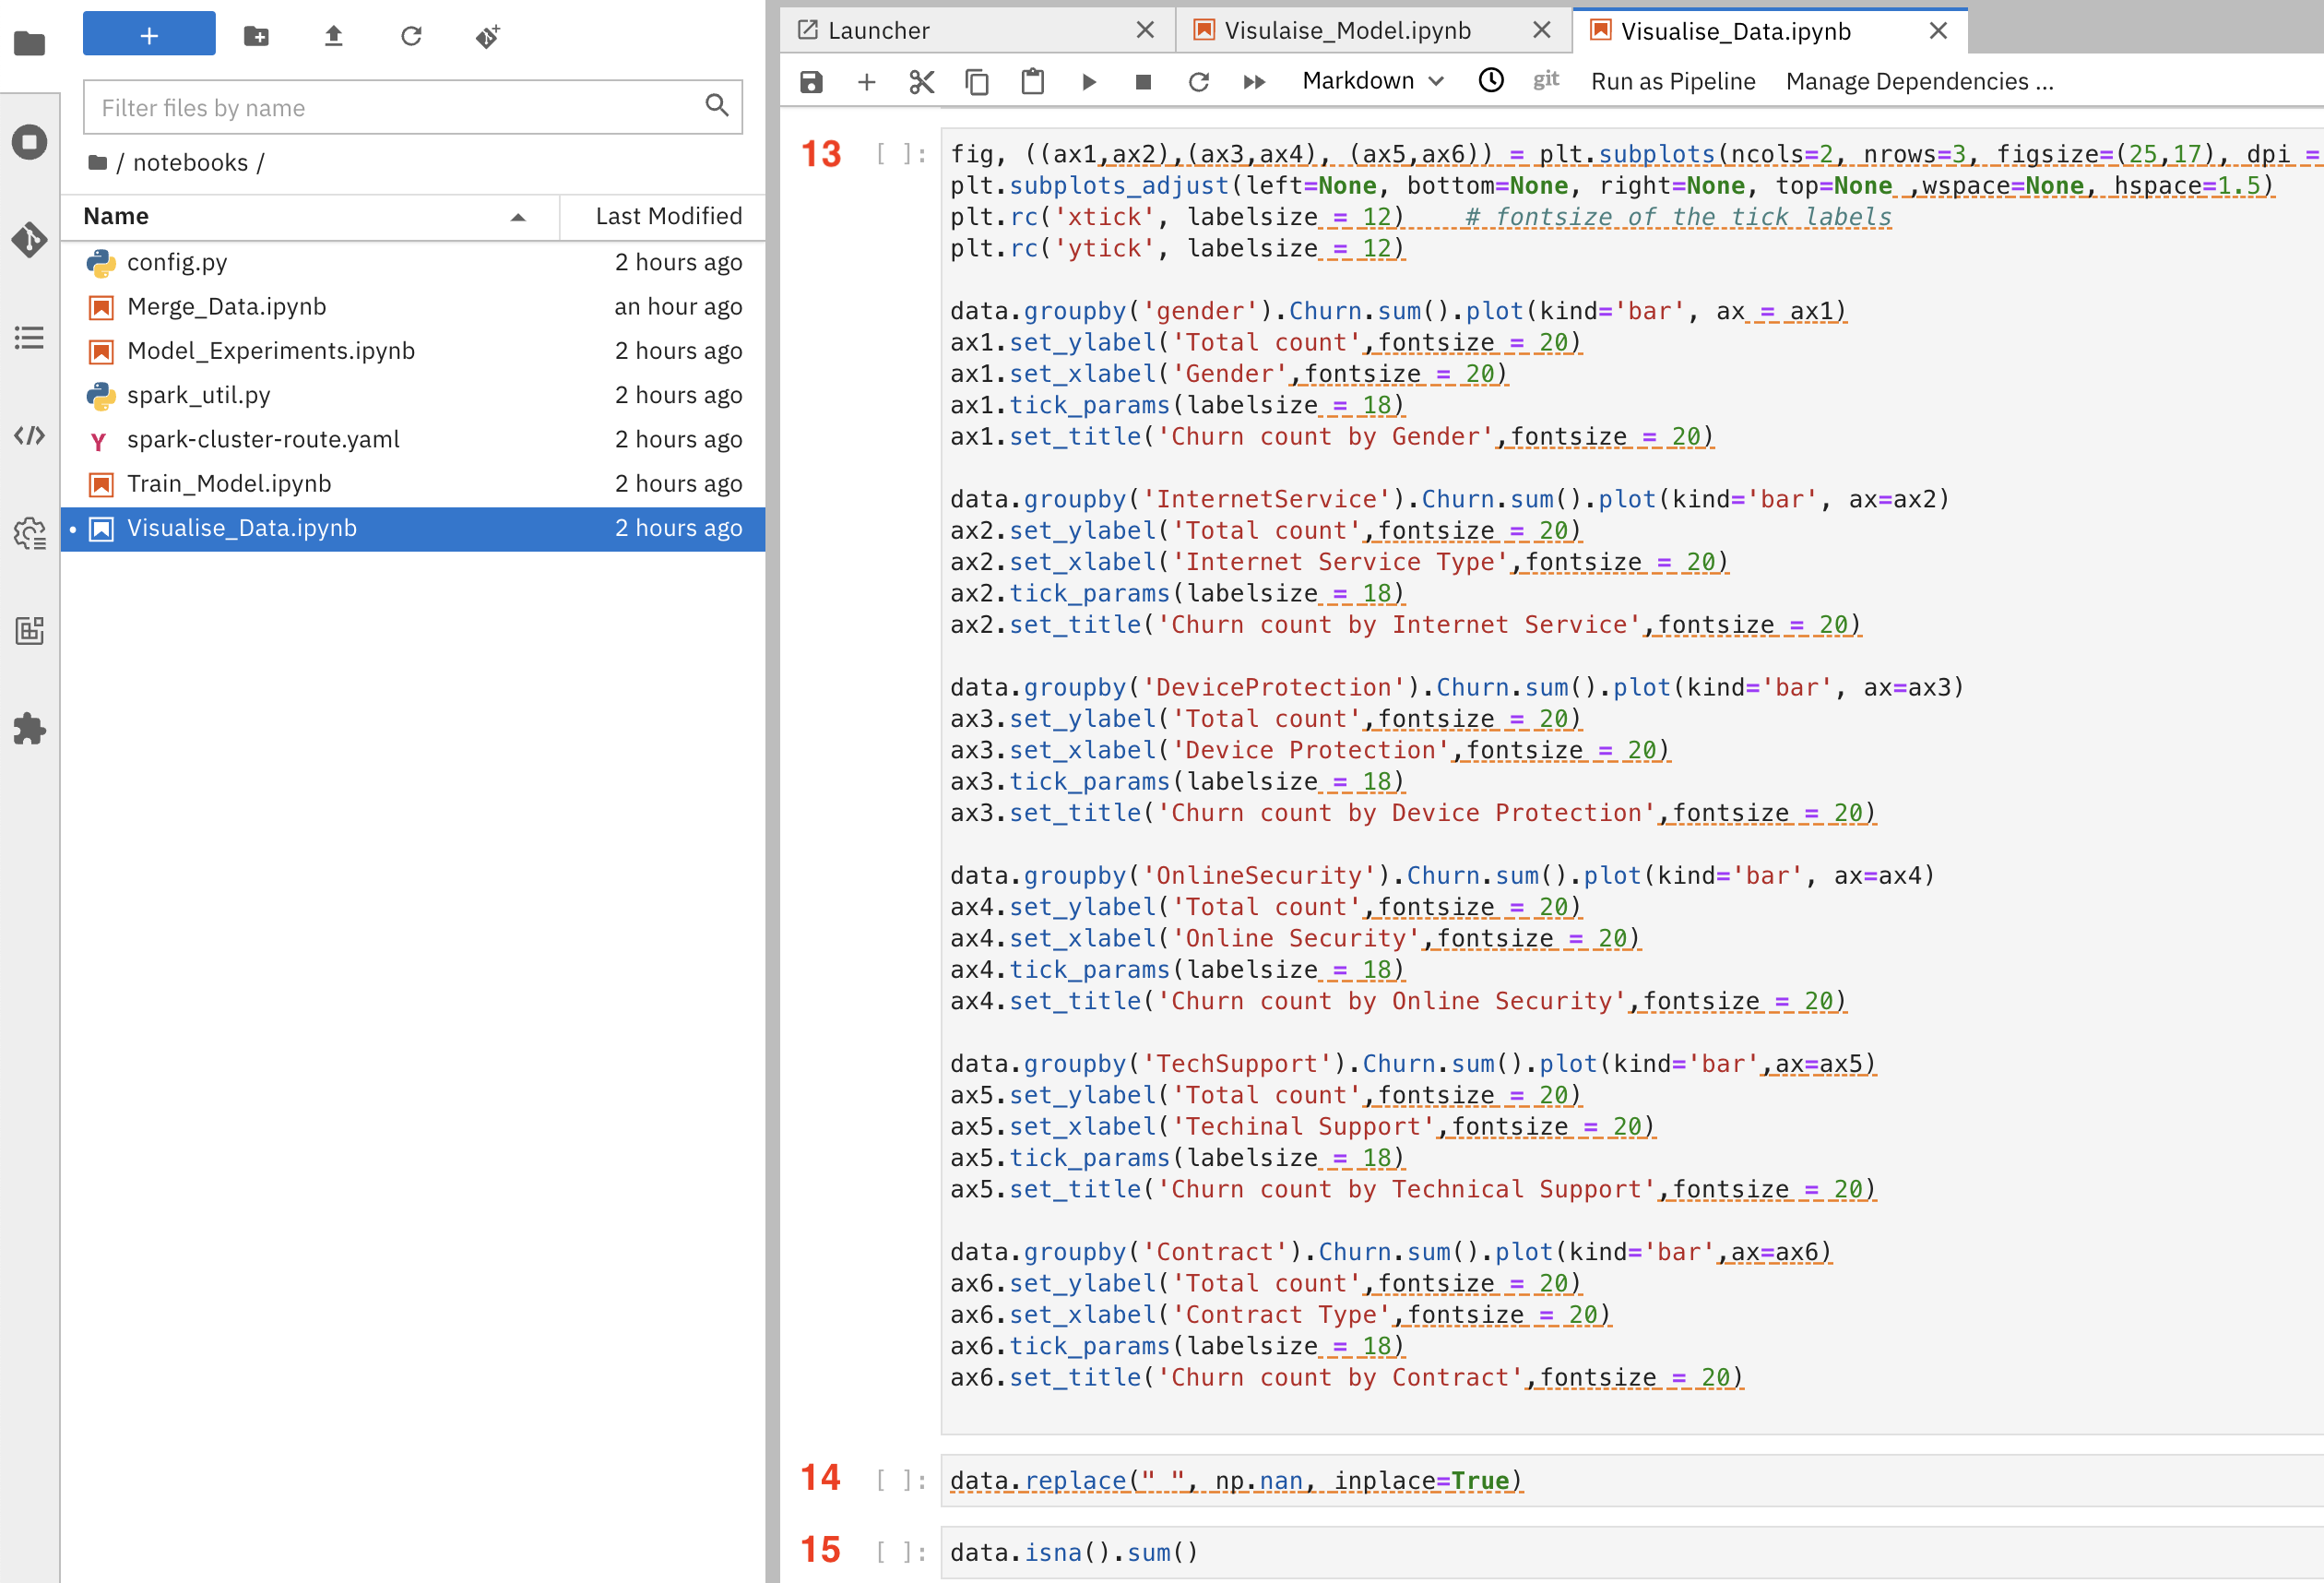 +
Filter files by name
/ notebooks /
Name Last Modified
config.py 2 hours ago
Merge_Data.ipynb an hour ago
Model_Experiments.ipynb 2 hours ago
spark_util.py 2 hours ago
Y spark-cluster-route.yaml 2 hours ago
Train_Model.ipynb 2 hours ago
Visualise_Data.ipynb 2 hours ago
Launcher
Visulaise_Model.ipynb
Visualise_Data.ipynb
Markdown git Run as Pipeline Manage Dependencies ...
13 [ ]: fig, ((ax1,ax2),(ax3,ax4), (ax5,ax6)) = plt.subplots(ncols=2, nrows=3, figsize=(25,17), dpi =
plt.subplots_adjust(left=None, bottom=None, right=None, top=None ,wspace=None, hspace=1.5)
plt.rc('xtick', labelsize = 12)    # fontsize of the tick labels
plt.rc('ytick', labelsize = 12)
data.groupby('gender').Churn.sum().plot(kind='bar', ax = ax1)
ax1.set_ylabel('Total count',fontsize = 20)
ax1.set_xlabel('Gender',fontsize = 20)
ax1.tick_params(labelsize = 18)
ax1.set_title('Churn count by Gender',fontsize = 20)
data.groupby('InternetService').Churn.sum().plot(kind='bar', ax=ax2)
ax2.set_ylabel('Total count',fontsize = 20)
ax2.set_xlabel('Internet Service Type',fontsize = 20)
ax2.tick_params(labelsize = 18)
ax2.set_title('Churn count by Internet Service',fontsize = 20)
data.groupby('DeviceProtection').Churn.sum().plot(kind='bar', ax=ax3)
ax3.set_ylabel('Total count',fontsize = 20)
ax3.set_xlabel('Device Protection',fontsize = 20)
ax3.tick_params(labelsize = 18)
ax3.set_title('Churn count by Device Protection',fontsize = 20)
data.groupby('OnlineSecurity').Churn.sum().plot(kind='bar', ax=ax4)
ax4.set_ylabel('Total count',fontsize = 20)
ax4.set_xlabel('Online Security',fontsize = 20)
ax4.tick_params(labelsize = 18)
ax4.set_title('Churn count by Online Security',fontsize = 20)
data.groupby('TechSupport').Churn.sum().plot(kind='bar',ax=ax5)
ax5.set_ylabel('Total count',fontsize = 20)
ax5.set_xlabel('Techinal Support',fontsize = 20)
ax5.tick_params(labelsize = 18)
ax5.set_title('Churn count by Technical Support',fontsize = 20)
data.groupby('Contract').Churn.sum().plot(kind='bar',ax=ax6)
ax6.set_ylabel('Total count',fontsize = 20)
ax6.set_xlabel('Contract Type',fontsize = 20)
ax6.tick_params(labelsize = 18)
ax6.set_title('Churn count by Contract',fontsize = 20)
14 [ ]: data.replace(" ", np.nan, inplace=True)
15 [ ]: data.isna().sum()